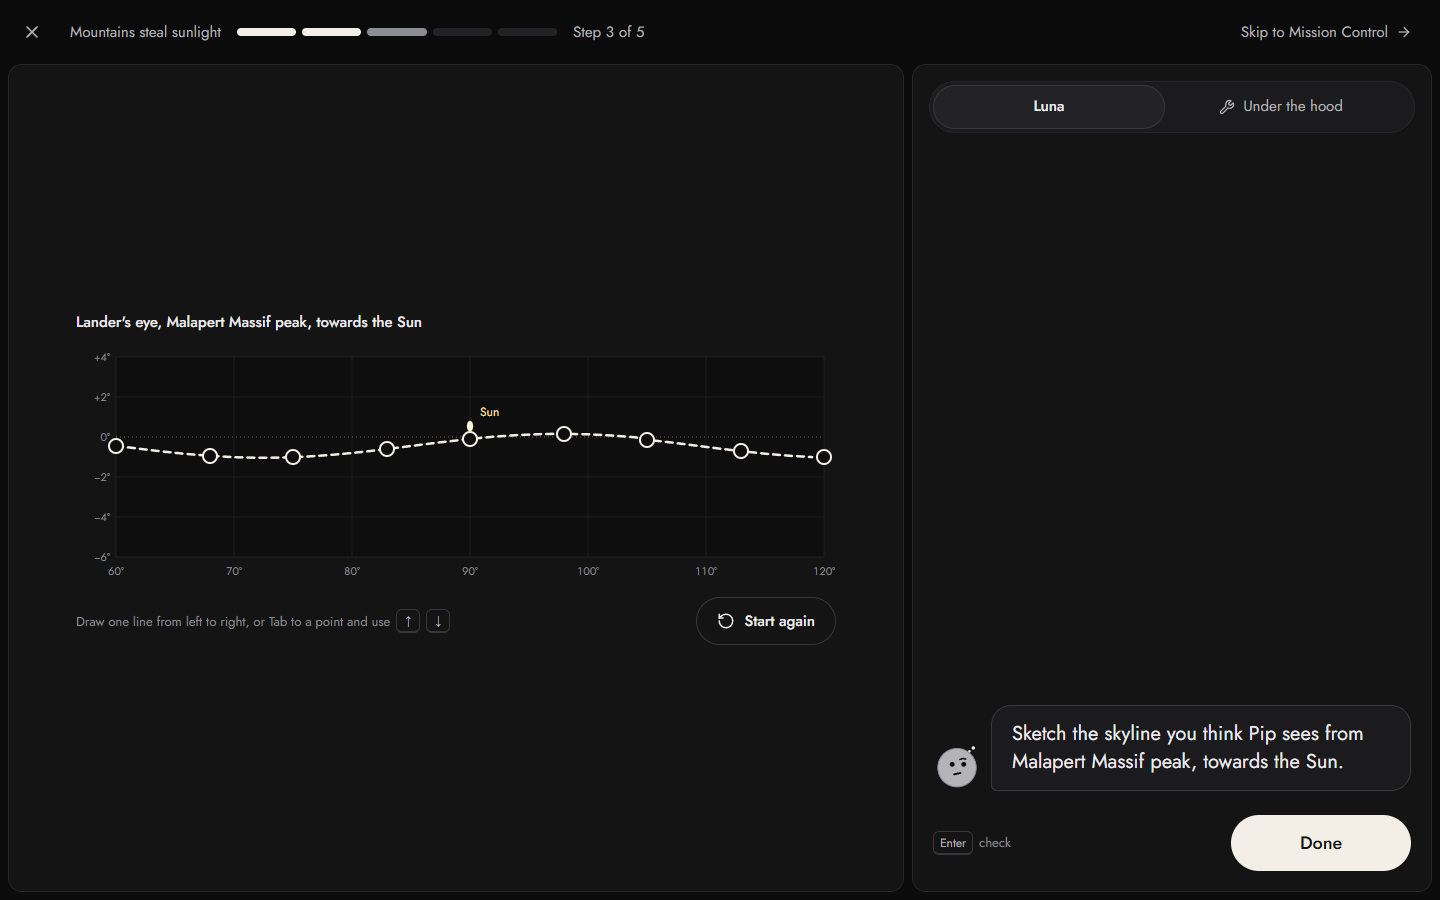 Mountains steal sunlight
Step 3 of 5
Skip to Mission Control
Lander's eye, Malapert Massif peak, towards the Sun
+4°
+2°
0°
−2°
−4°
−6°
Sun
60° 70° 80° 90° 100° 110° 120°
Draw one line from left to right, or Tab to a point and use ↑ ↓
Start again
Luna
Under the hood
Sketch the skyline you think Pip sees from
Malapert Massif peak, towards the Sun.
Enter check
Done